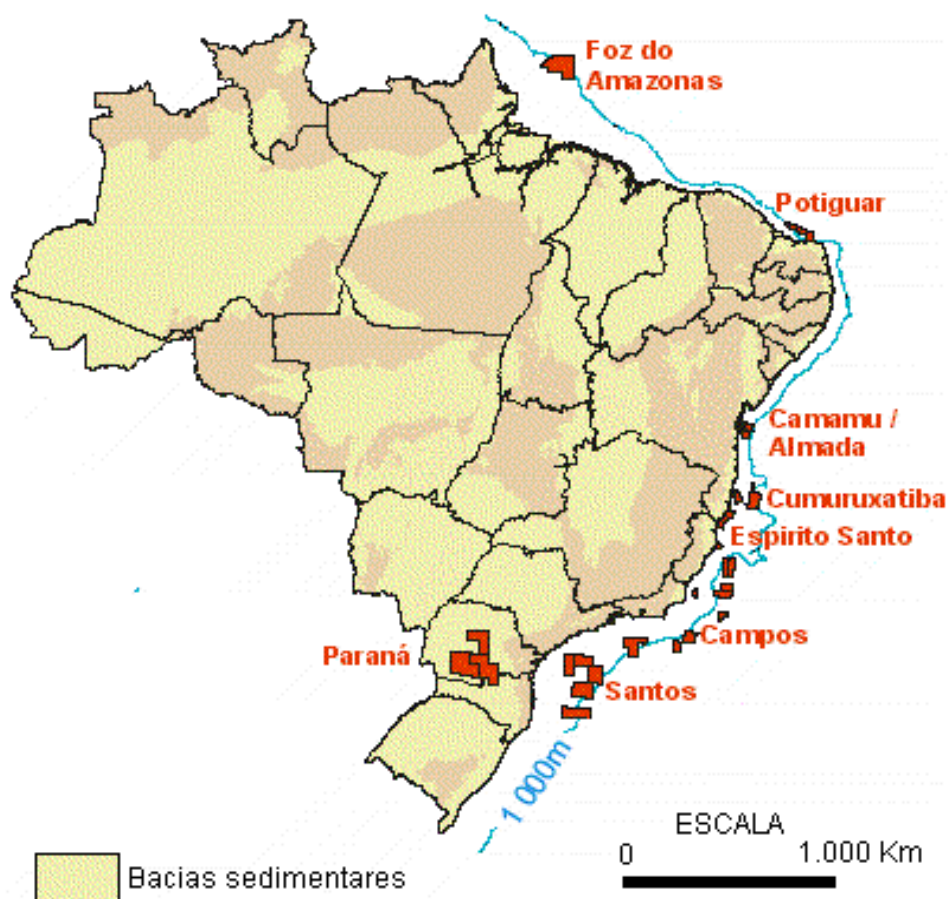 Foz do
Amazonas
Potiguar
Camamu /
Almada
Cumuruxatiba
Espirito Santo
Campos
Paraná
Santos
1 000m
ESCALA
0 1.000 Km
Bacias sedimentares